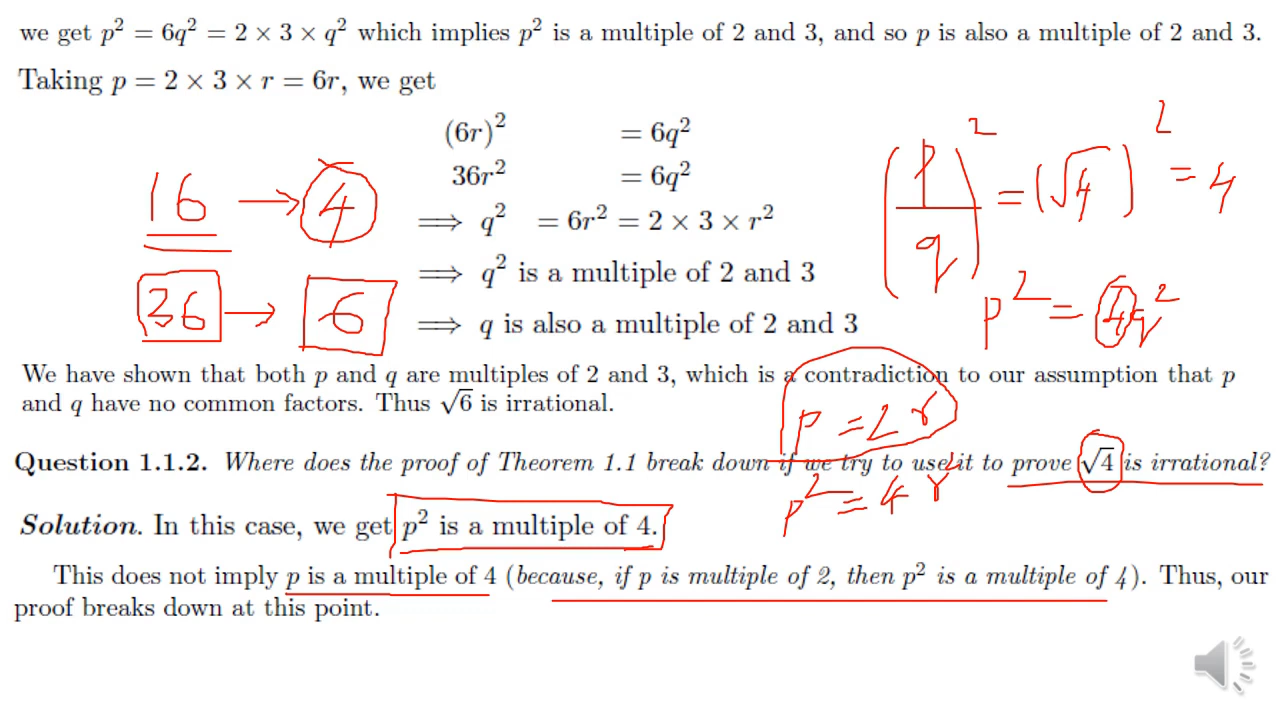 we get p² = 6q² = 2 × 3 × q² which implies p² is a multiple of 2 and 3, and so p is also a multiple of 2 and 3.
Taking p = 2 × 3 × r = 6r, we get
(6r)² = 6q²
36r² = 6q²
⟹ q² = 6r² = 2 × 3 × r²
⟹ q² is a multiple of 2 and 3
⟹ q is also a multiple of 2 and 3
16 → 4
36 → 6
(p/q)² = (√4)² = 4
p² = 4q²
We have shown that both p and q are multiples of 2 and 3, which is a contradiction to our assumption that p
and q have no common factors. Thus √6 is irrational.
p = 2r
Question 1.1.2. Where does the proof of Theorem 1.1 break down if we try to use it to prove √4 is irrational?
p² = 4r²
Solution. In this case, we get p² is a multiple of 4.
This does not imply p is a multiple of 4 (because, if p is multiple of 2, then p² is a multiple of 4). Thus, our
proof breaks down at this point.